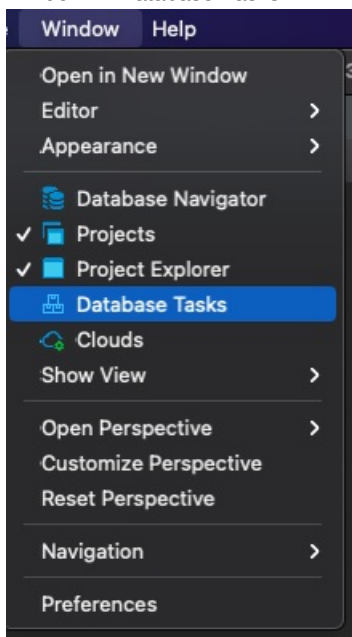 Window Help
Open in New Window
Editor
Appearance
Database Navigator
Projects
Project Explorer
Database Tasks
Clouds
Show View
Open Perspective
Customize Perspective
Reset Perspective
Navigation
Preferences